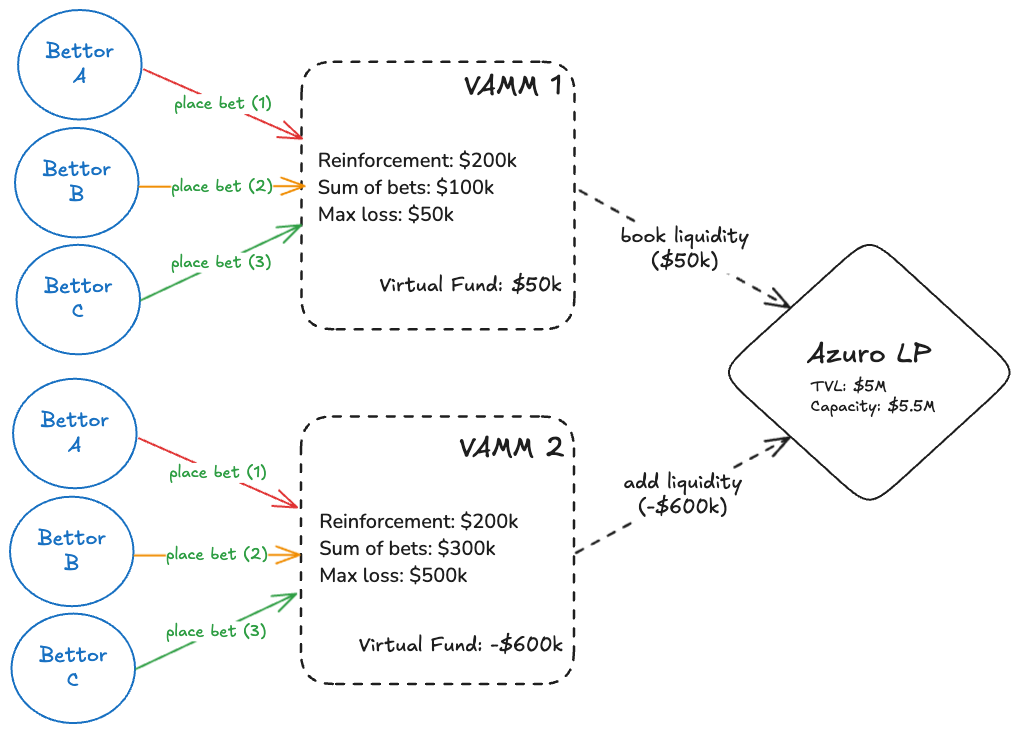 Bettor
A
place bet (1)
Bettor
B
place bet (2)
Bettor
C
place bet (3)
VAMM 1
Reinforcement: $200k
Sum of bets: $100k
Max loss: $50k
Virtual Fund: $50k
book liquidity
($50k)
Azuro LP
TVL: $5M
Capacity: $5.5M
Bettor
A
place bet (1)
Bettor
B
place bet (2)
Bettor
C
place bet (3)
VAMM 2
Reinforcement: $200k
Sum of bets: $300k
Max loss: $500k
Virtual Fund: -$600k
add liquidity
(-$600k)